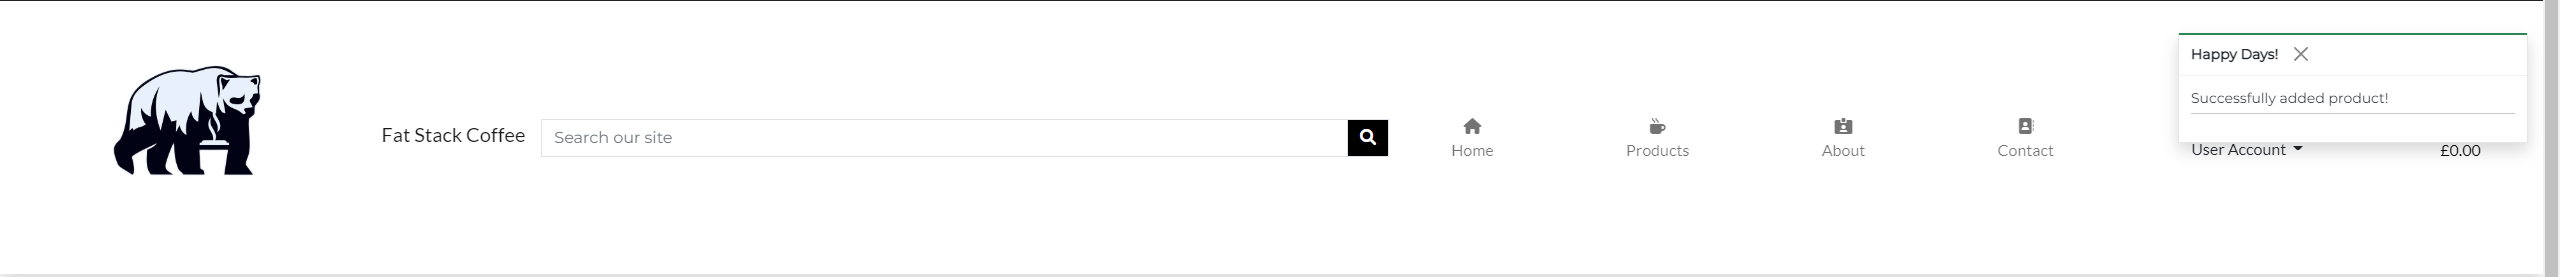 Happy Days!
Successfully added product!
Fat Stack Coffee
Search our site
Home
Products
About
Contact
User Account
£0.00